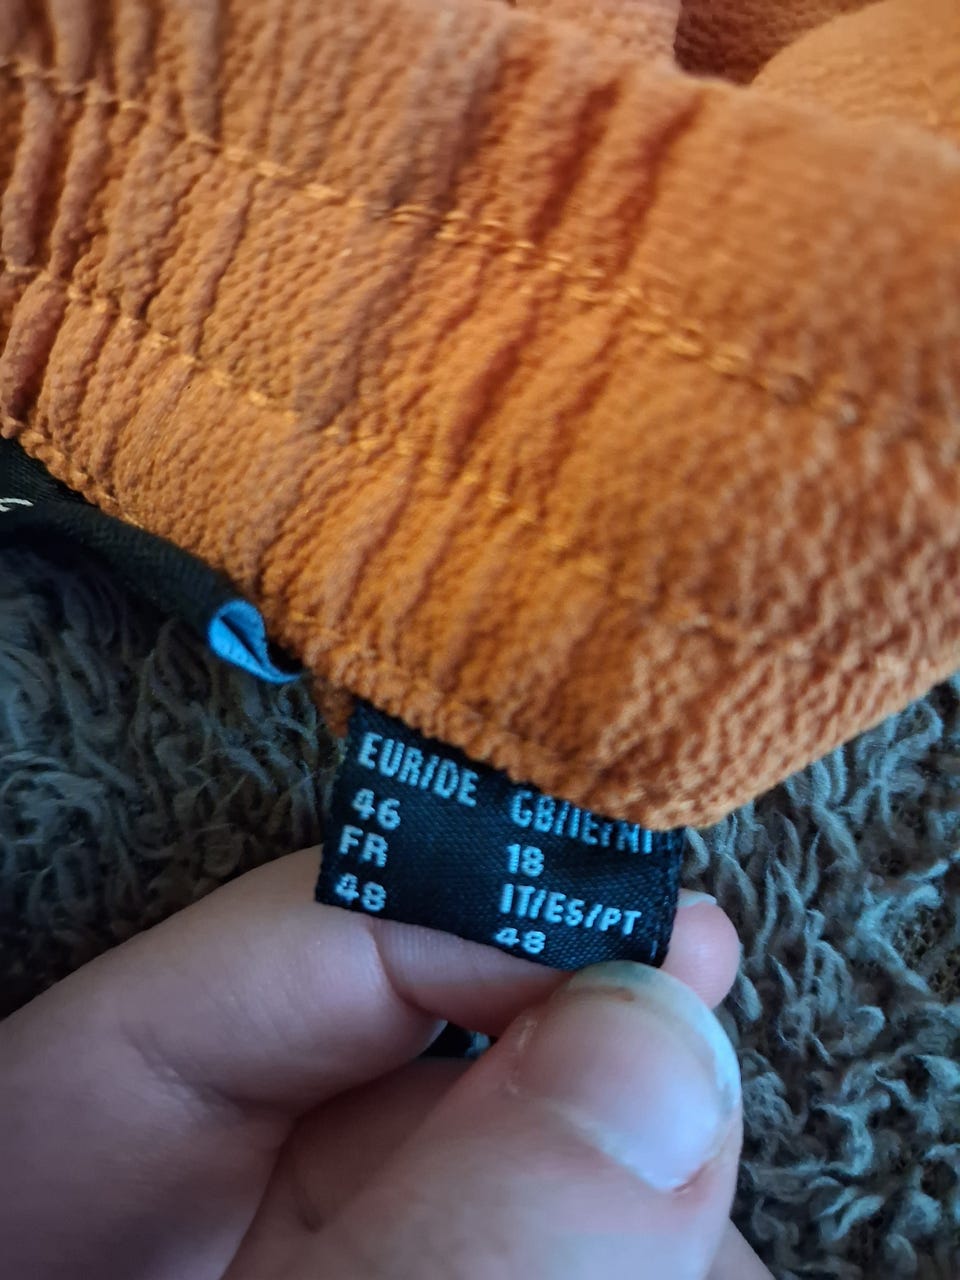 EUR/DE
46
FR
48
GB/IE/NI
18
IT/ES/PT
48